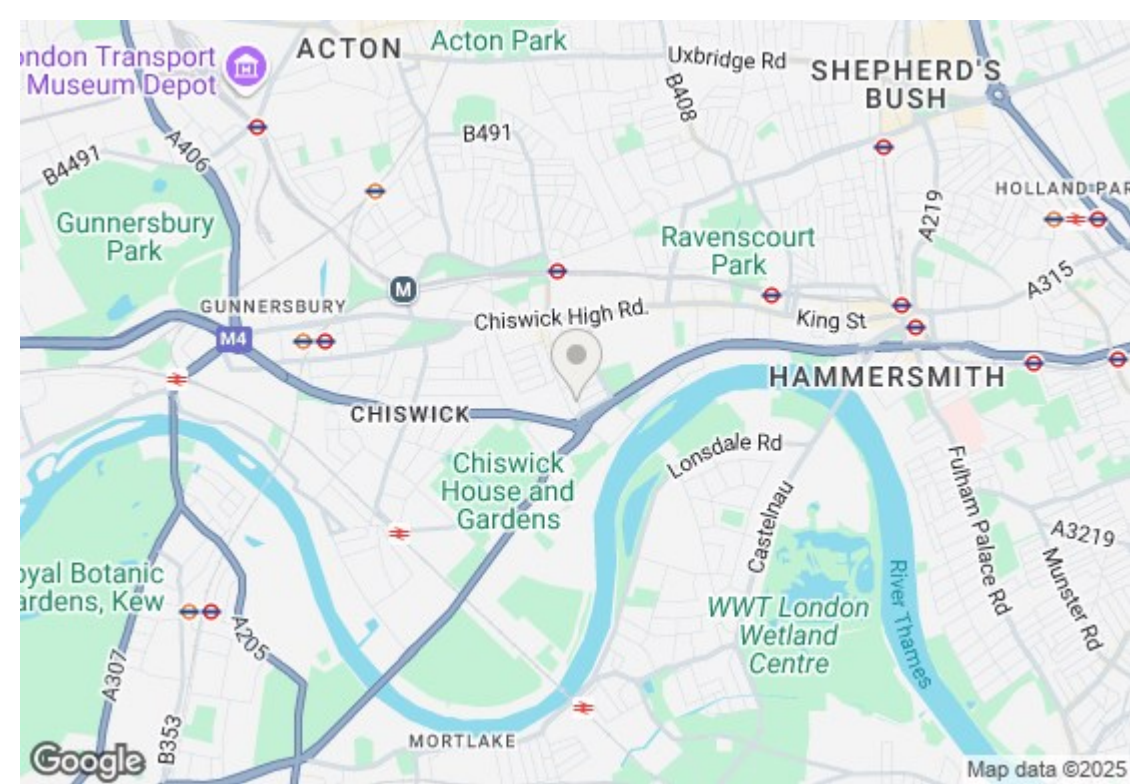 ACTON
Acton Park
Uxbridge Rd
ondon Transport
Museum Depot
SHEPHERD'S
BUSH
B408
B491
A406
B4491
HOLLAND PAR
A219
Gunnersbury
Park
Ravenscourt
Park
A315
M
GUNNERSBURY
Chiswick High Rd.
King St
M4
HAMMERSMITH
CHISWICK
Lonsdale Rd
Chiswick
House and
Gardens
Fulham Palace Rd
Castelnau
A3219
Munster Rd
oyal Botanic
ardens, Kew
River Thames
WWT London
Wetland
Centre
A205
A307
B353
MORTLAKE
Google
Map data ©2025